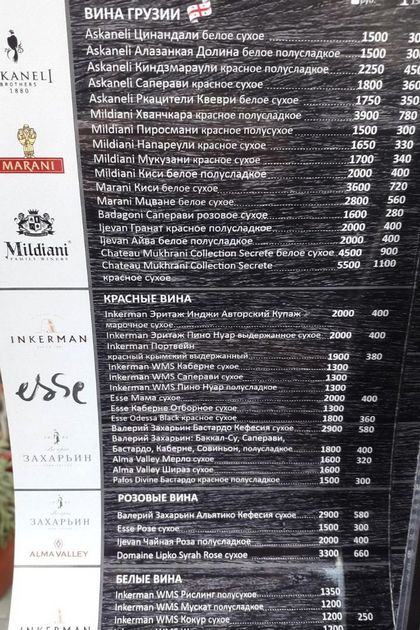 ВИНА ГРУЗИИ
Askaneli Цинандали белое сухое 1500
Askaneli Алазанская Долина белое полусладкое 1500
Askaneli Киндзмараули красное полусладкое 2250
Askaneli Саперави красное сухое 1800
Askaneli Ркацители Квеври белое сухое 1750
Mildiani Хванчкара красное полусладкое 3900 780
Mildiani Пиросмани красное полусухое 1500 300
Mildiani Напареули красное сухое 1650 330
Mildiani Мукузани красное сухое 1700 340
Mildiani Киси белое полусладкое 2000 400
Marani Киси белое сухое 3600 720
Marani Мцване белое сухое 2800 560
Badagoni Саперави розовое сухое 1600 280
Ijevan Гранат красное полусладкое 2000 400
Ijevan Айва белое полусладкое 2000 400
Chateau Mukhrani Collection Secrete белое сухое 4500 900
Chateau Mukhrani Collection Secrete 5500 1100
красное сухое
ASKANELI
BROTHERS
1880
MARANI
Mildiani
FAMILY WINERY
КРАСНЫЕ ВИНА
Inkerman Эритаж Инджи Авторский Купаж 2000 400
марочное сухое
Inkerman Эритаж Пино Нуар выдержанное сухое 2000 400
Inkerman Портвейн
красный крымский выдержанный 1900 380
Inkerman WMS Каберне сухое 1300
Inkerman WMS Саперави сухое 1300
Inkerman WMS Пино Нуар полусладкое 1300
Esse Мама сухое 2000 400
Esse Каберне Отборное сухое 1300
Esse Odessa Black красное сухое 1800 360
Валерий Захарьин Бастардо Кефесия сухое 2900 580
Валерий Захарьин: Баккал-Су, Саперави,
Бастардо, Каберне, Совиньон, полусладкое 1800 400
Alma Valley Мерло сухое 1600 320
Alma Valley Шираз сухое 1600
Pafos Divine Бастардо красное полусладкое 1500 300
INKERMAN
esse
ЗАХАРЬИН
РОЗОВЫЕ ВИНА
Валерий Захарьин Альятико Кефесия сухое 2900 580
Esse Розе сухое 1500 300
Ijevan Чайная Роза полусладкое 2000 400
Domaine Lipko Syrah Rose сухое 3300 660
ЗАХАРЬИН
ALMA VALLEY
БЕЛЫЕ ВИНА
Inkerman WMS Рислинг полусухое 1350
Inkerman WMS Мускат полусладкое 1200
Inkerman WMS Кокур сухое 1200 250
INKERMAN